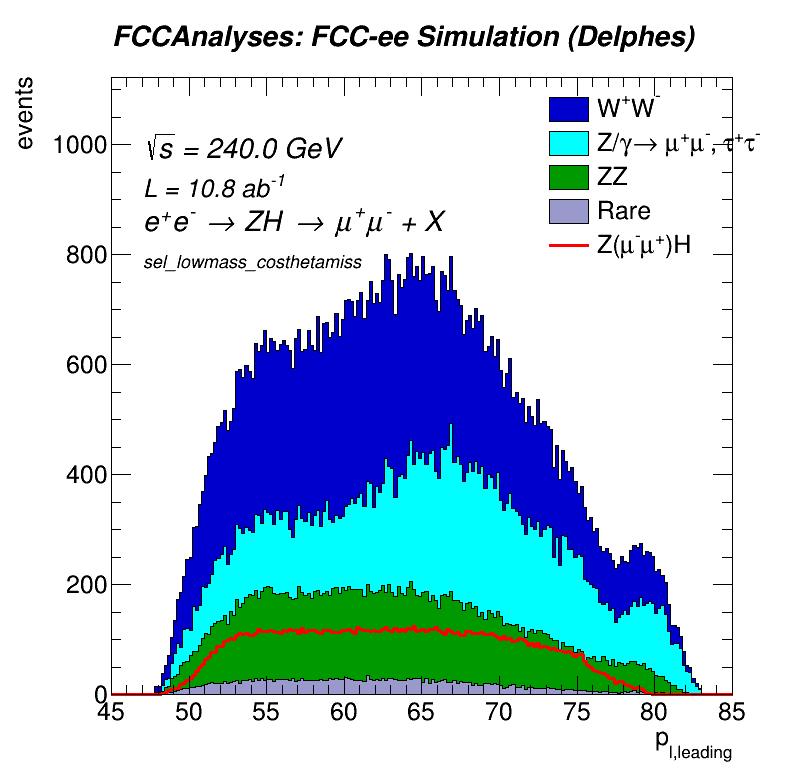 FCCAnalyses: FCC-ee Simulation (Delphes)
events
1000
800
600
400
200
0
√s = 240.0 GeV
L = 10.8 ab⁻¹
e⁺e⁻ → ZH → μ⁺μ⁻ + X
sel_lowmass_costhetamiss
W⁺W⁻
Z/γ→ μ⁺μ⁻, τ⁺τ⁻
ZZ
Rare
Z(μ⁻μ⁺)H
45 50 55 60 65 70 75 80 85
p_l,leading